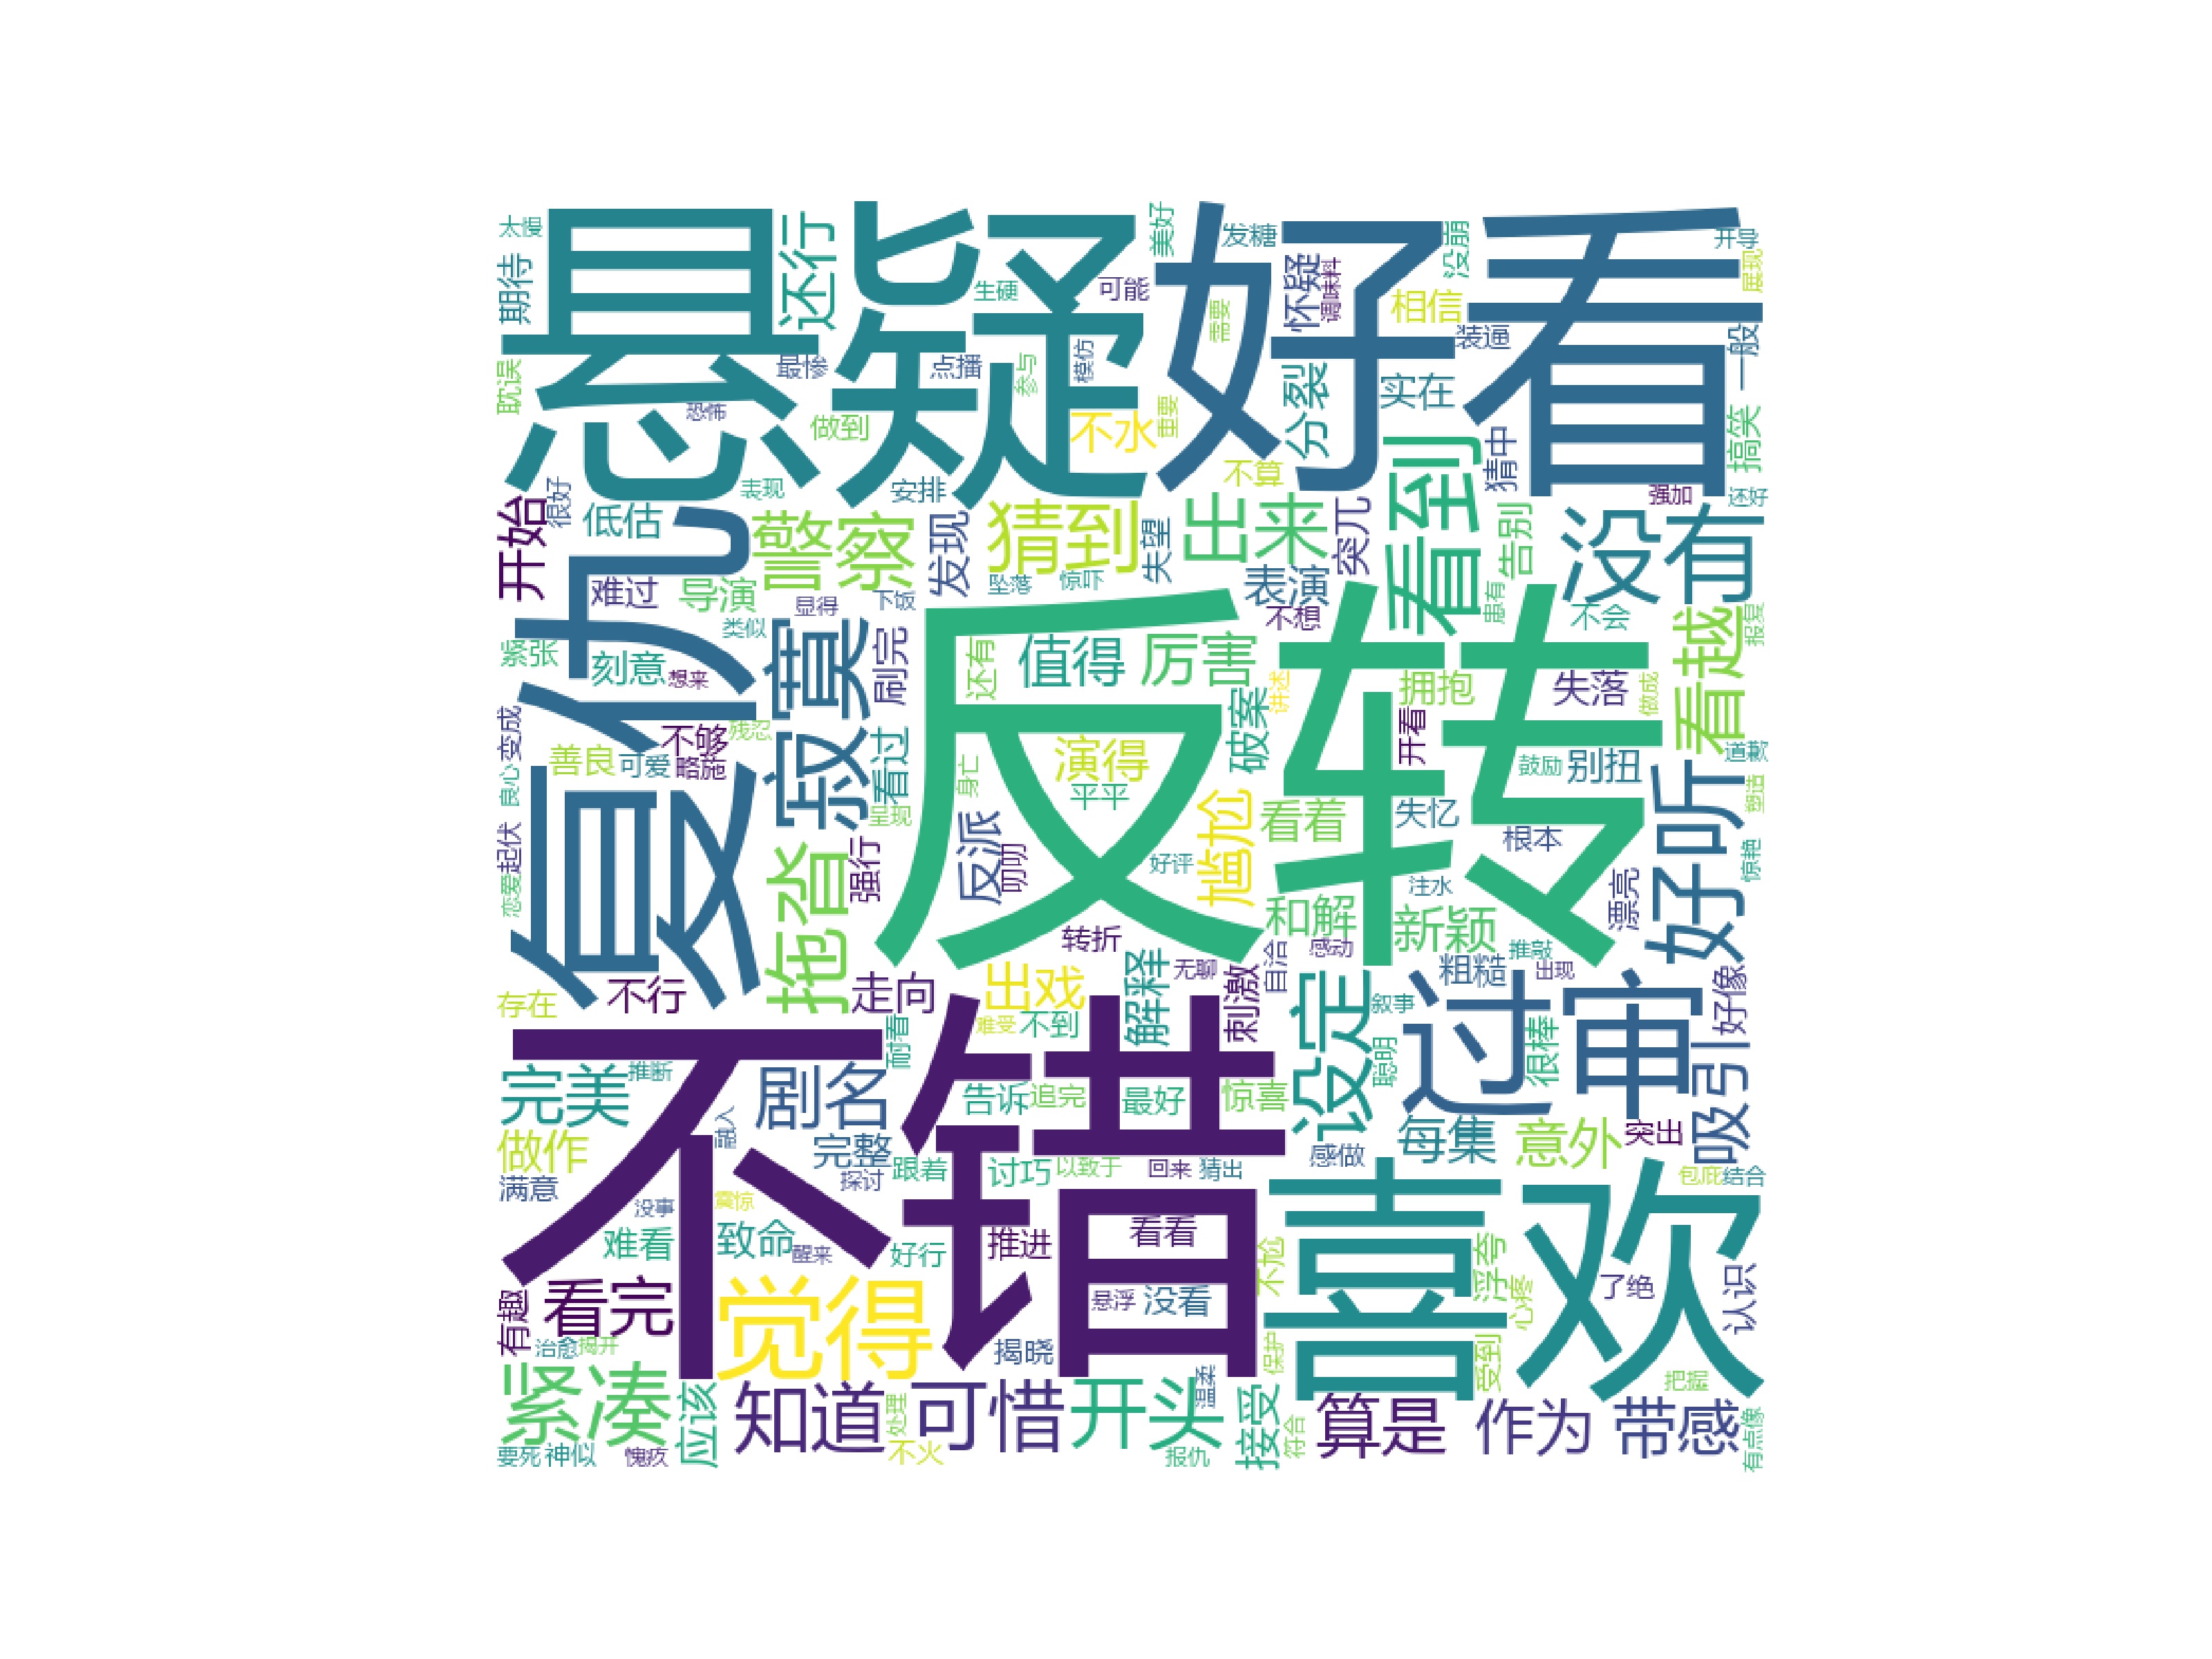 悬疑
好看
反转
不错
复仇
喜欢
过审
寂寞
没有
看到
好听
设定
觉得
警察
猜到
出来
看越
拖沓
紧凑
知道
可惜
开头
看完
完美
剧名
还行
值得
厉害
吸引
意外
每集
算是
作为
带感
开始
低估
分裂
不水
尴尬
新颖
和解
看着
演得
反派
破案
解释
出戏
走向
不行
接受
应该
做作
表演
发现
期待
怀疑
相信
实在
一般
搞笑
猜中
突兀
告别
失望
难过
导演
刻意
刷完
看过
强行
善良
不够
拥抱
失落
别扭
失忆
开看
根本
漂亮
粗糙
好像
很棒
聪明
刺激
转折
自洽
不到
告诉
追完
最好
惊喜
完整
跟着
讨巧
推进
看看
没看
揭晓
难看
致命
好行
满意
有趣
突出
认识
浮夸
受到
心疼
了绝
不尬
感做
存在
变成
紧张
美好
发糖
没崩
太慢
耽误
生硬
可能
调味料
需要
装逼
展现
最惨
点播
参与
模仿
恐怖
做到
重要
不算
强加
还好
很好
表现
安排
坠落
惊吓
不想
患有
不会
报复
显得
下饭
类似
想来
还有
讲述
做成
残忍
可爱
略施
良心
平平
身亡
呈现
鼓励
道歉
塑造
起伏
恋爱
叨叨
好评
注水
惊艳
感动
推敲
出现
无聊
难受
叙事
耐看
推断
融入
探讨
以致于
回来
猜出
包庇
结合
没事
震惊
醒来
悬浮
治愈
揭开
保护
温柔
处理
不火
报仇
符合
把握
有点像
要死
神似
愧疚